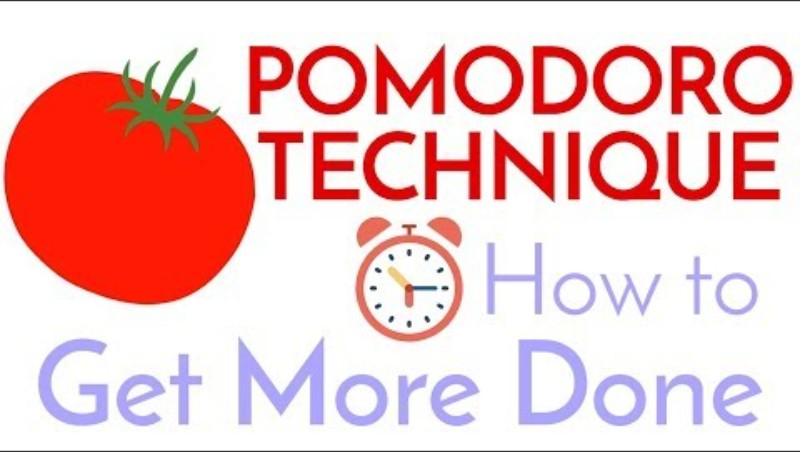 POMODORO
TECHNIQUE
How to
Get More Done